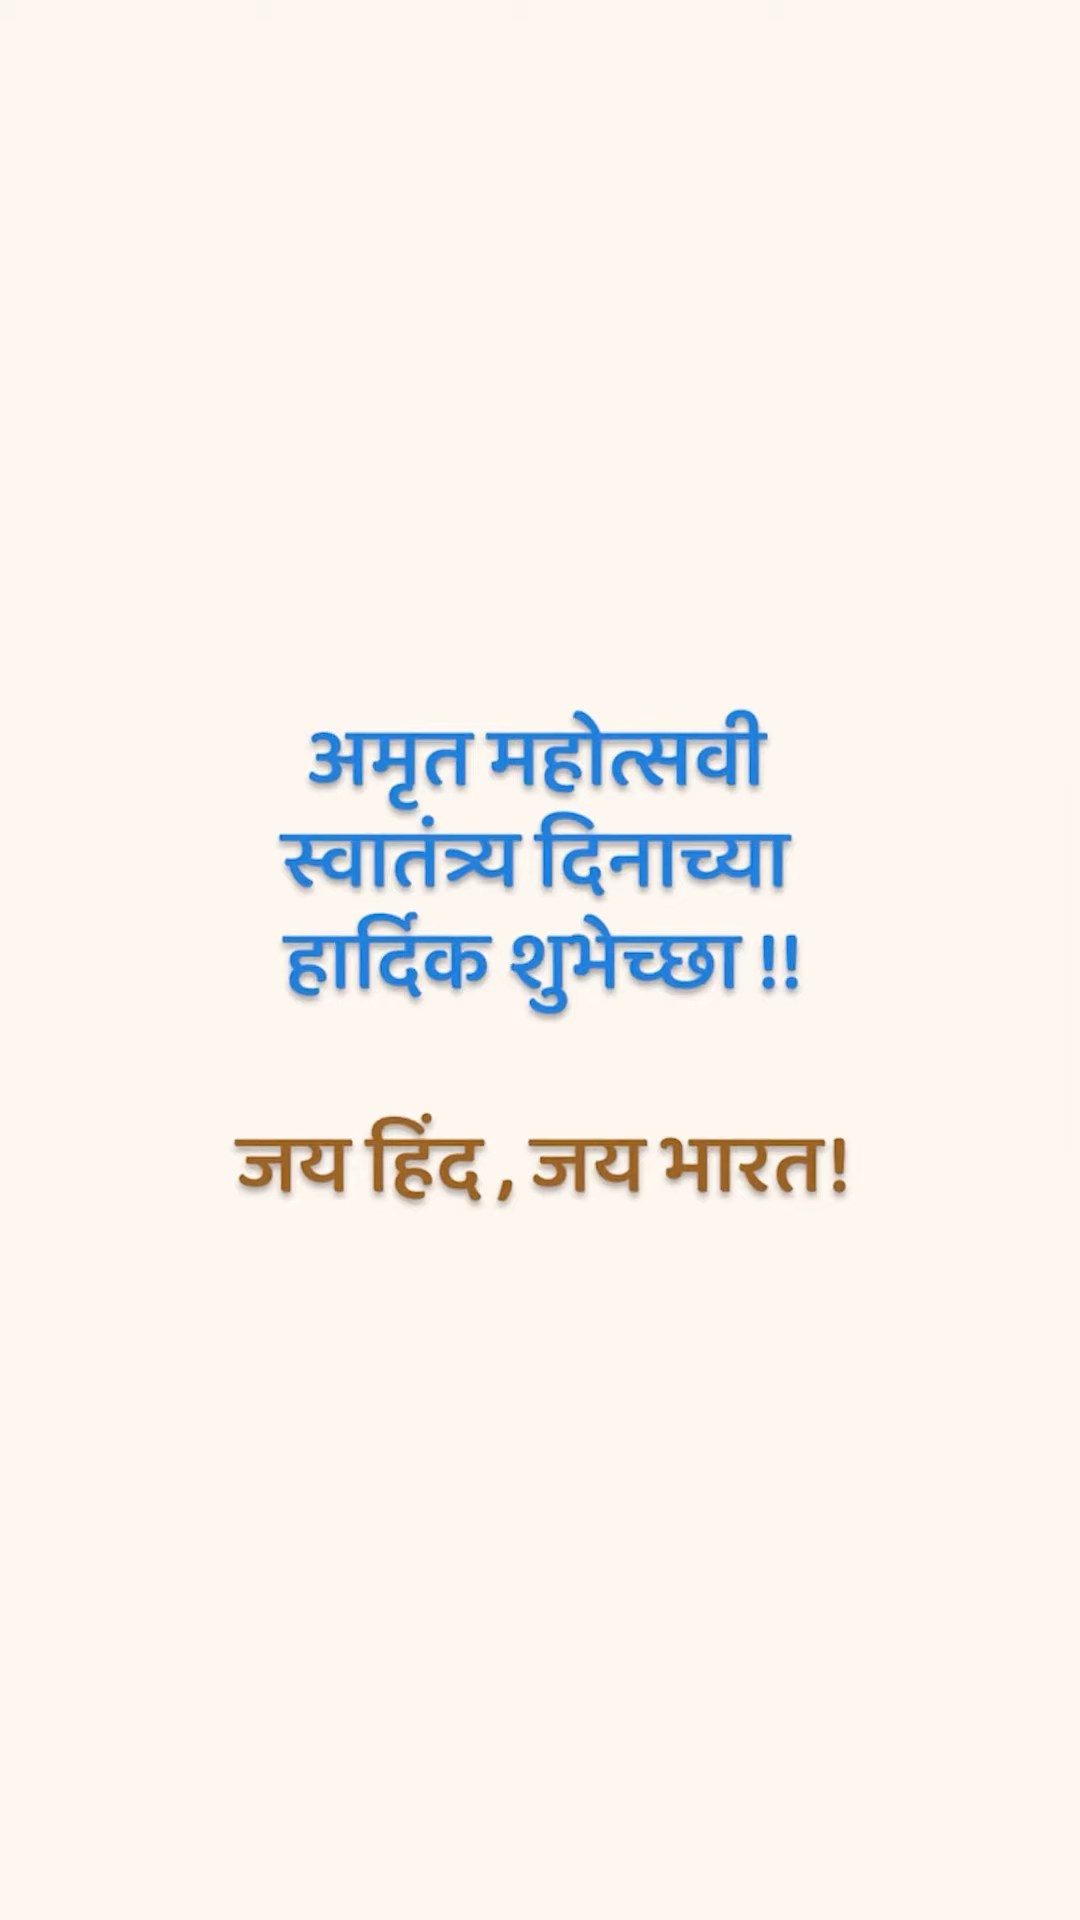 अमृत महोत्सवी
स्वातंत्र्य दिनाच्या
हार्दिक शुभेच्छा !!
जय हिंद , जय भारत!